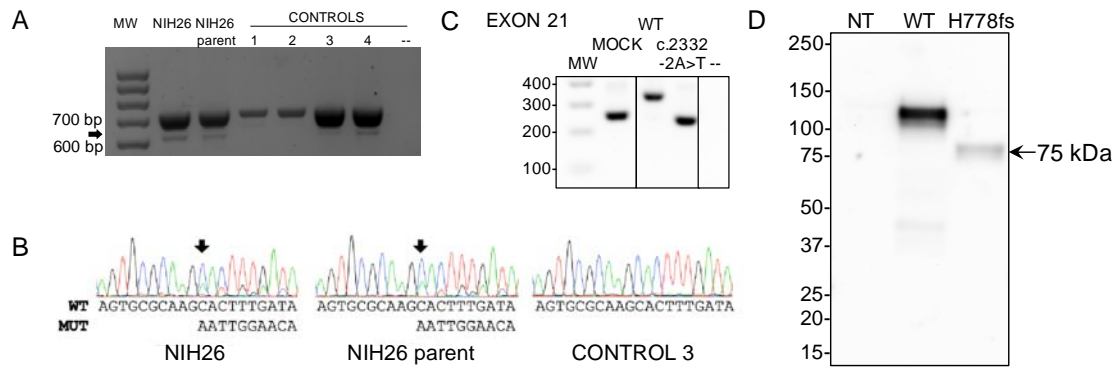 A
MW NIH26 NIH26 parent CONTROLS
1 2 3 4 --
700 bp
600 bp
B
WT AGTGCGCAAGCACTTTGATA AGTGCGCAAGCACTTTGATA AGTGCGCAAGCACTTTGATA
MUT AATTGGAACA AATTGGAACA
NIH26 NIH26 parent CONTROL 3
C EXON 21
MW MOCK WT c.2332 -2A>T --
400
300
200
100
D
NT WT H778fs
250
150
100
75
50
37
25
20
15
75 kDa